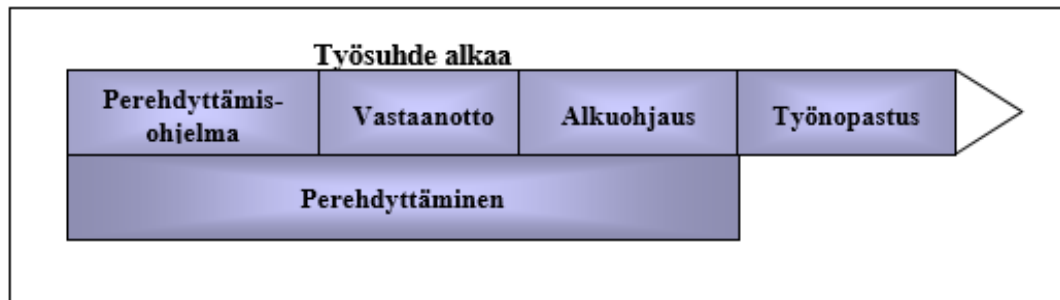 Työsuhde alkaa
Perehdyttämis-
ohjelma
Vastaanotto
Alkuohjaus
Työnopastus
Perehdyttäminen